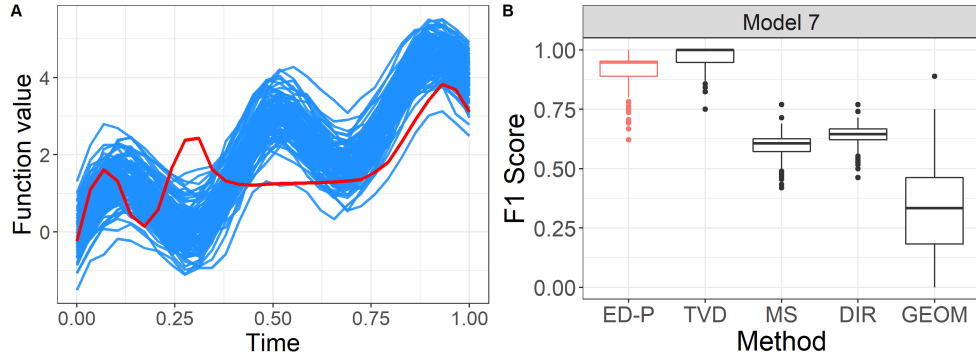 A
Function value
4
2
0
0.00 0.25 0.50 0.75 1.00
Time
B
Model 7
F1 Score
1.00
0.75
0.50
0.25
0.00
ED-P TVD MS DIR GEOM
Method